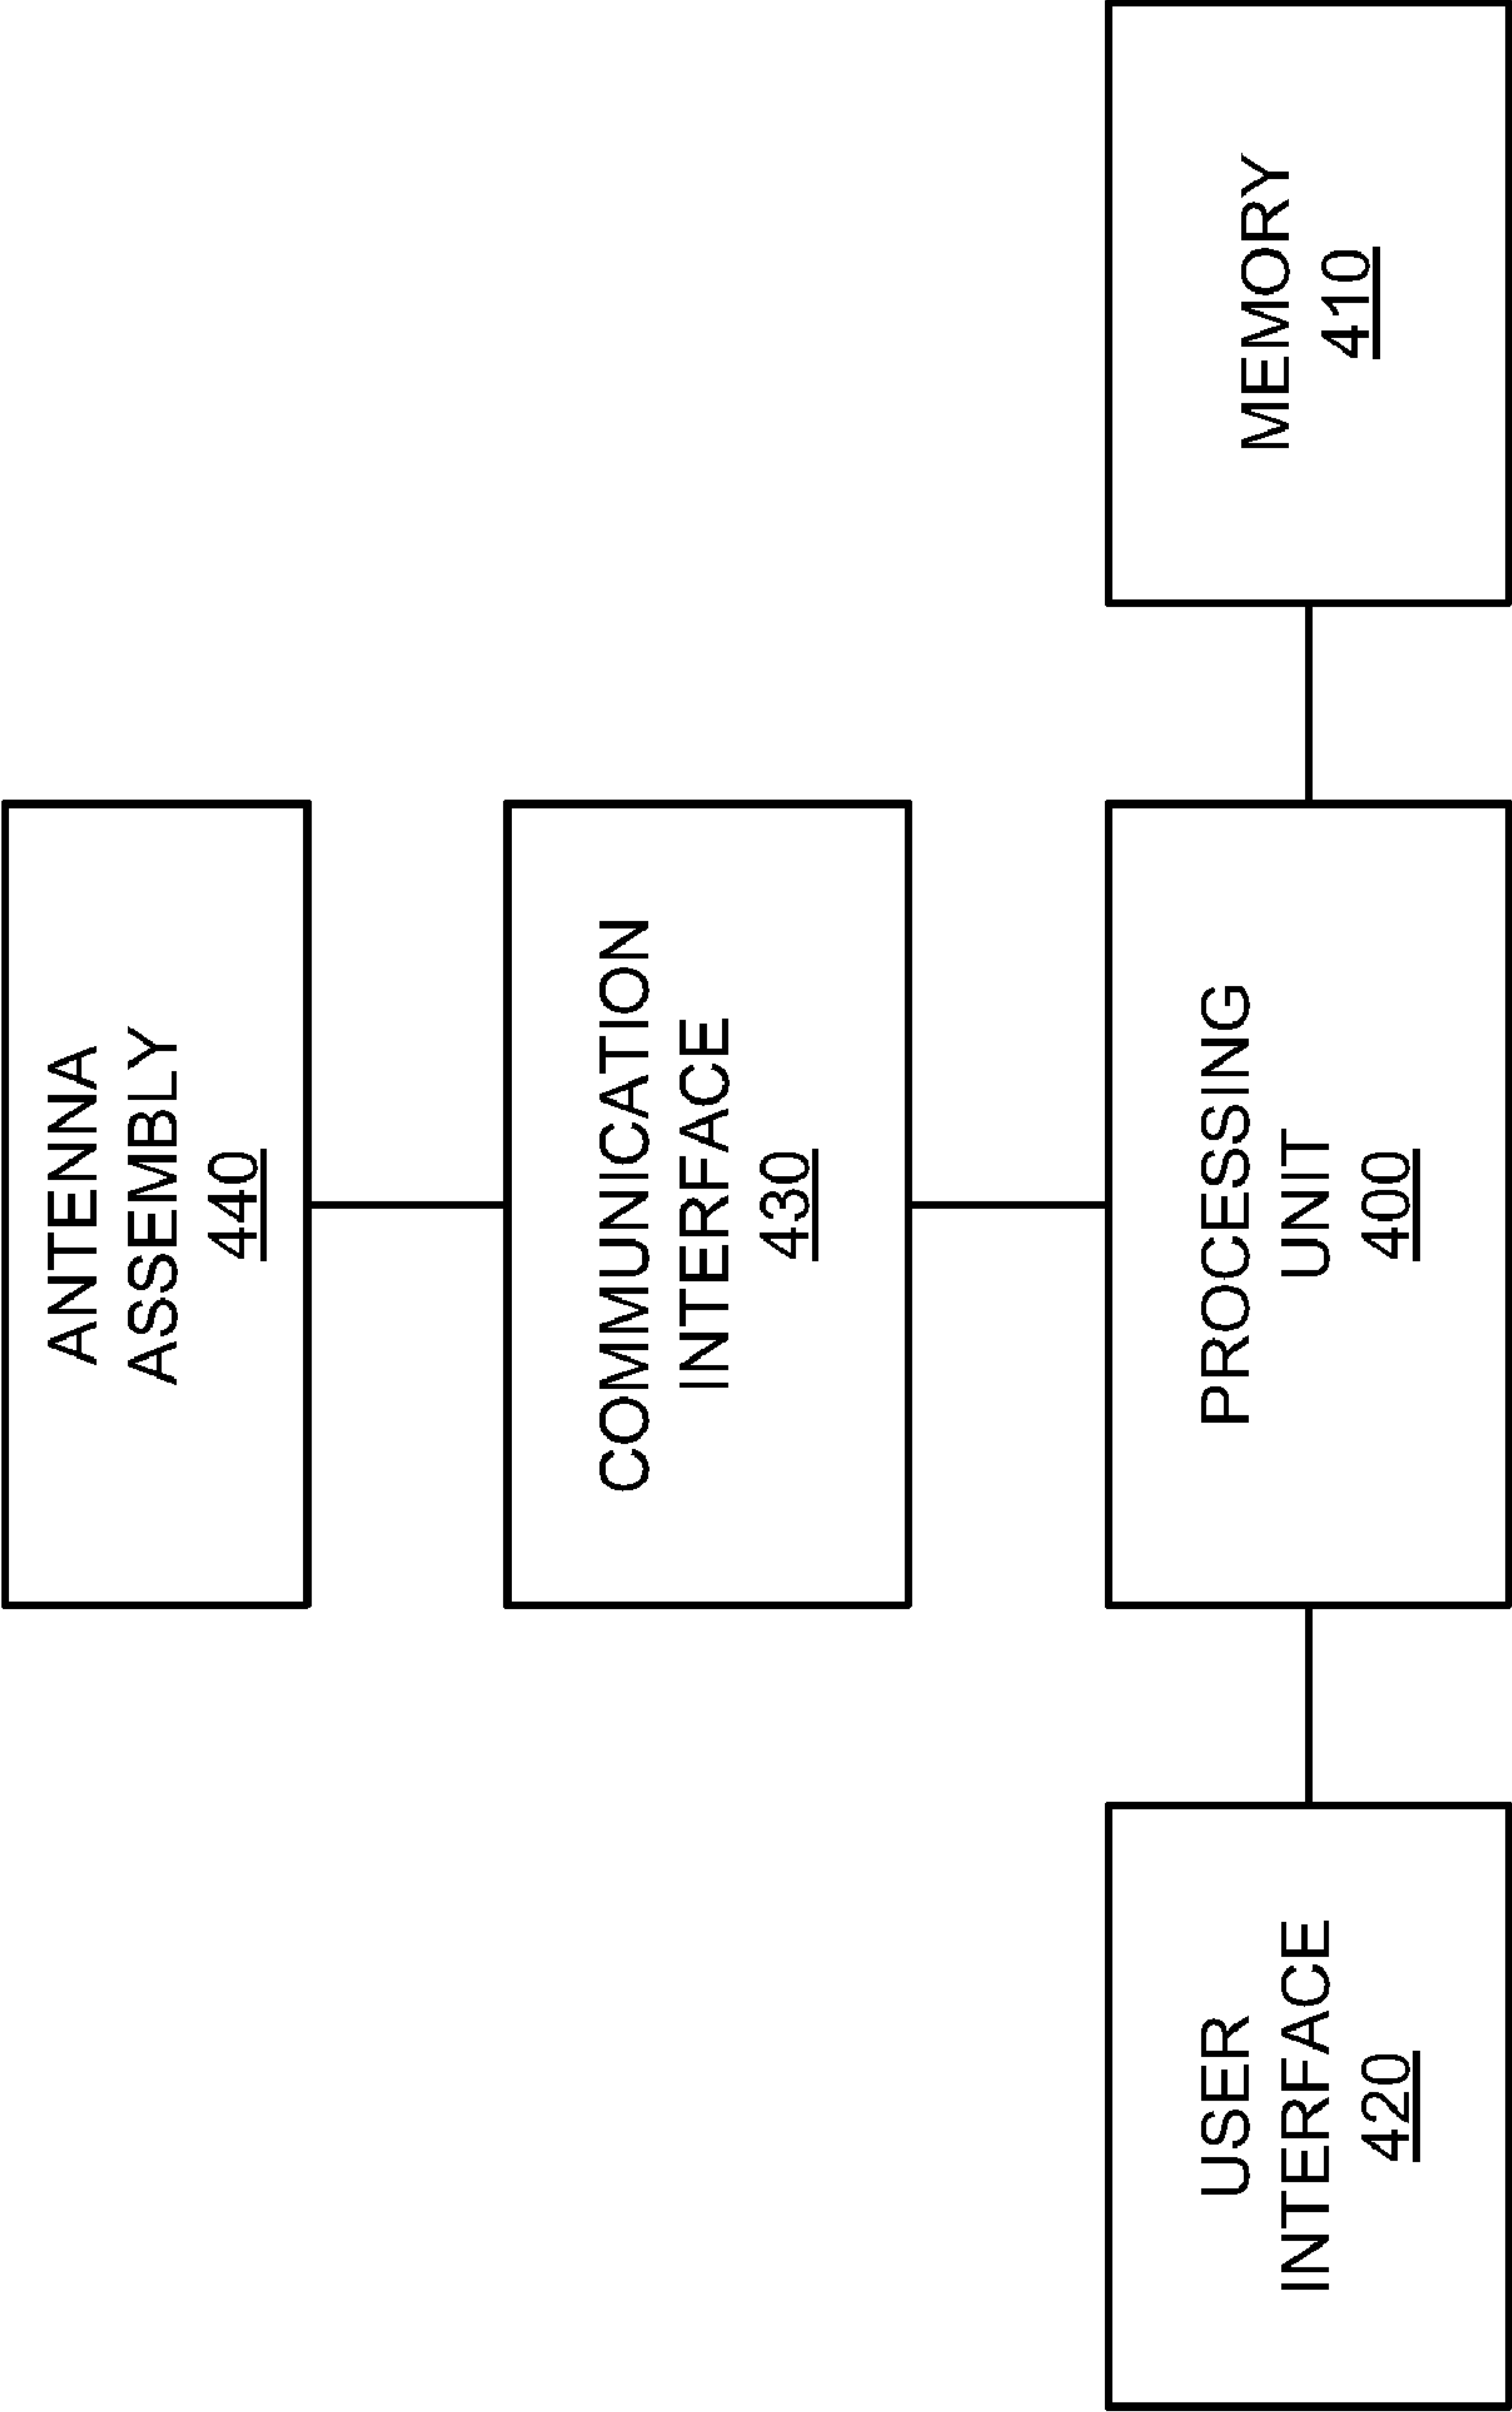 ANTENNA
ASSEMBLY
440
COMMUNICATION
INTERFACE
430
USER
INTERFACE
420
PROCESSING
UNIT
400
MEMORY
410